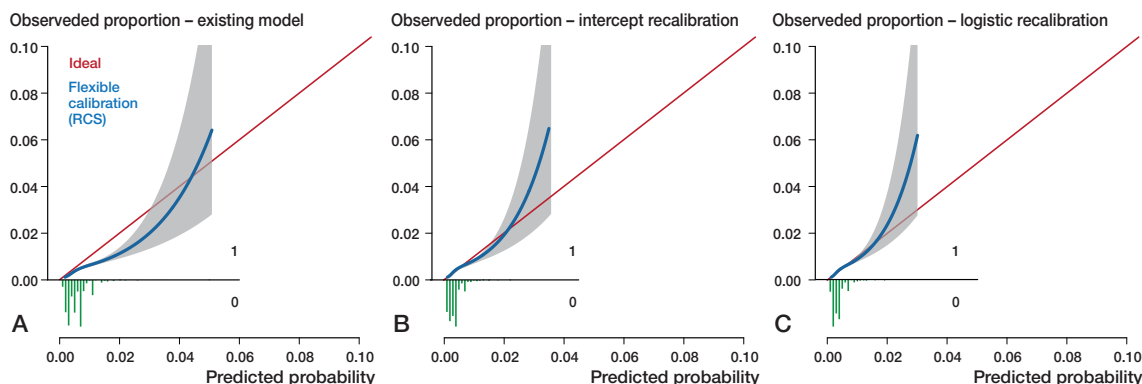 Observeded proportion – existing model
0.10
0.08
0.06
0.04
0.02
0.00
Ideal
Flexible
calibration
(RCS)
1
0
A
0.00 0.02 0.04 0.06 0.08 0.10
Predicted probability
Observeded proportion – intercept recalibration
0.10
0.08
0.06
0.04
0.02
0.00
1
0
B
0.00 0.02 0.04 0.06 0.08 0.10
Predicted probability
Observeded proportion – logistic recalibration
0.10
0.08
0.06
0.04
0.02
0.00
1
0
C
0.00 0.02 0.04 0.06 0.08 0.10
Predicted probability